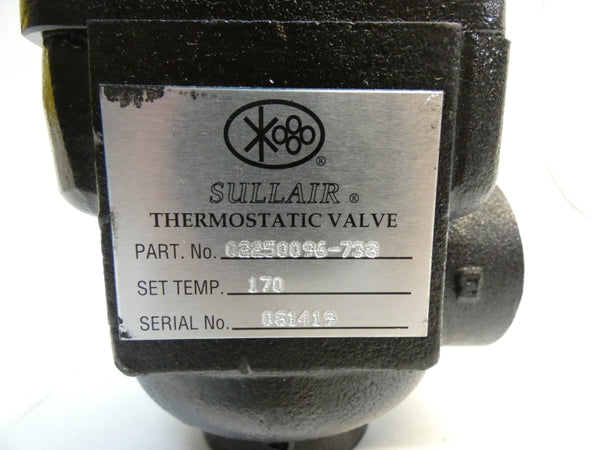 ®
SULLAIR ®
THERMOSTATIC VALVE
PART. No. 02250096-738
SET TEMP. 170
SERIAL No. 081419
E